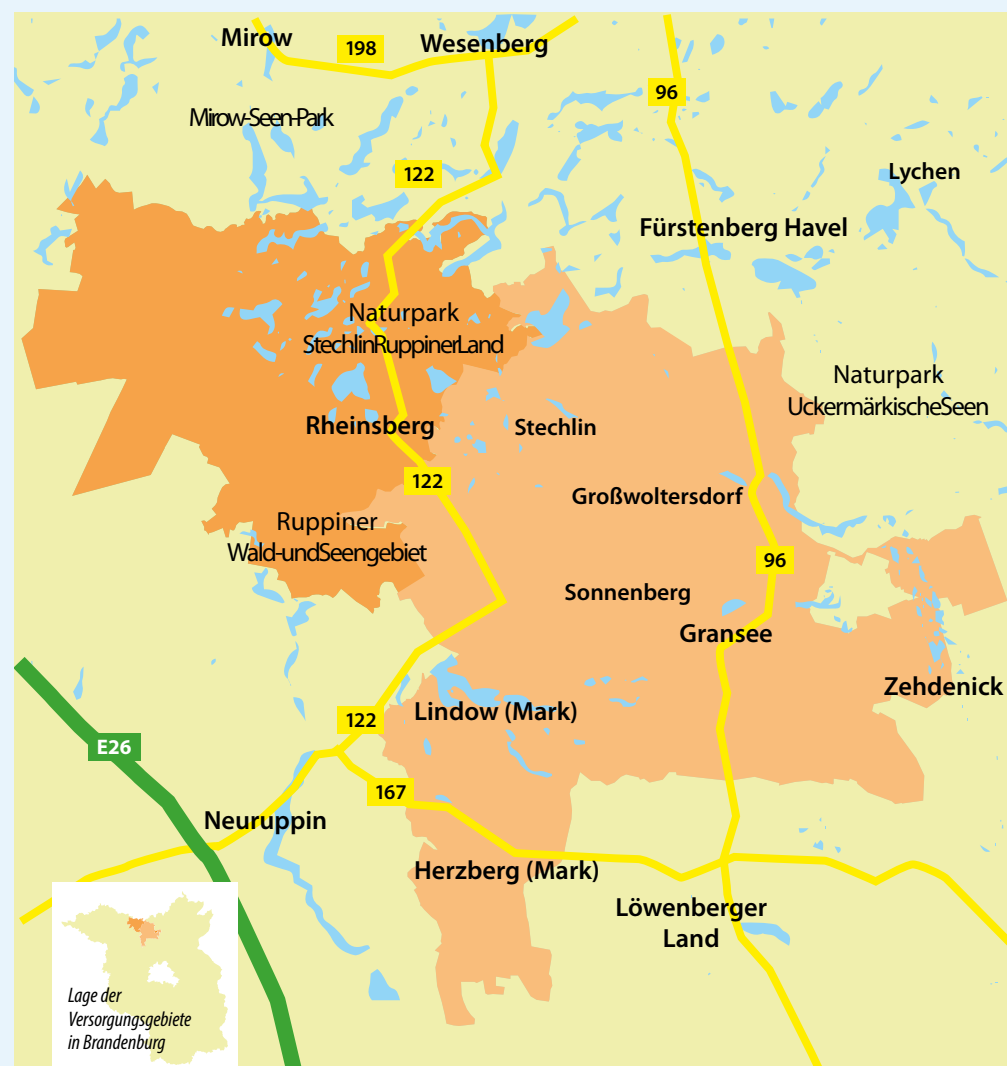 Mirow
198
Wesenberg
96
Mirow-Seen-Park
122
Lychen
Fürstenberg Havel
Naturpark
StechlinRuppinerLand
Naturpark
UckermärkischeSeen
Rheinsberg
Stechlin
122
Großwoltersdorf
Ruppiner
Wald-undSeengebiet
96
Sonnenberg
Gransee
Zehdenick
Lindow (Mark)
122
E26
167
Neuruppin
Herzberg (Mark)
Löwenberger
Land
Lage der
Versorgungsgebiete
in Brandenburg